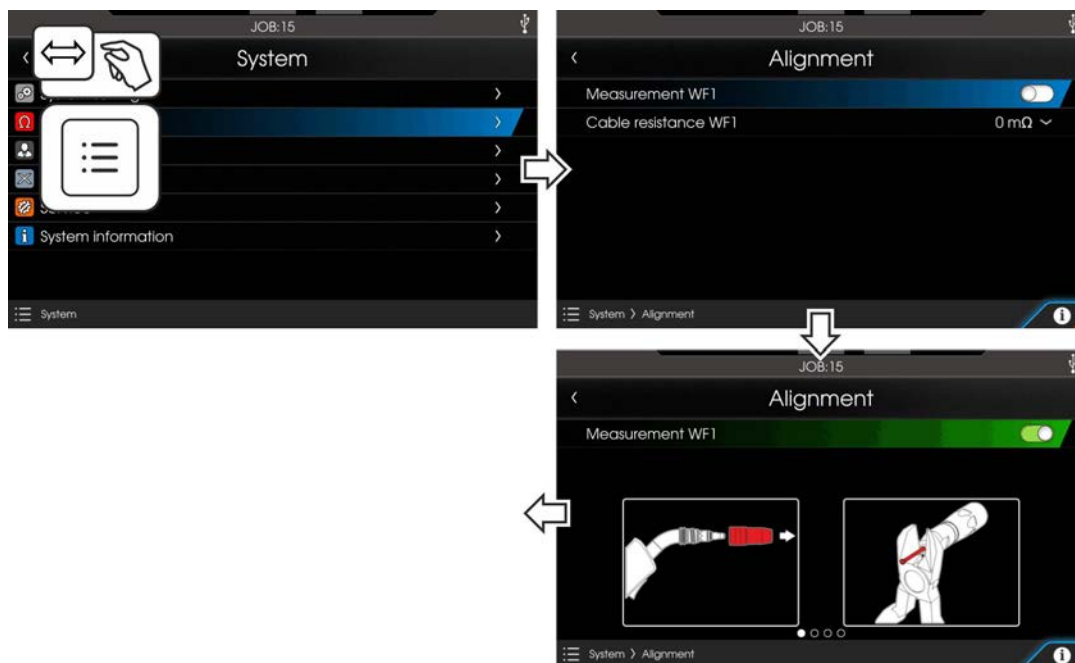 JOB:15
System
Ω
System information
System
JOB:15
Alignment
Measurement WF1
Cable resistance WF1 0 mΩ
System > Alignment
JOB:15
Alignment
Measurement WF1
System > Alignment